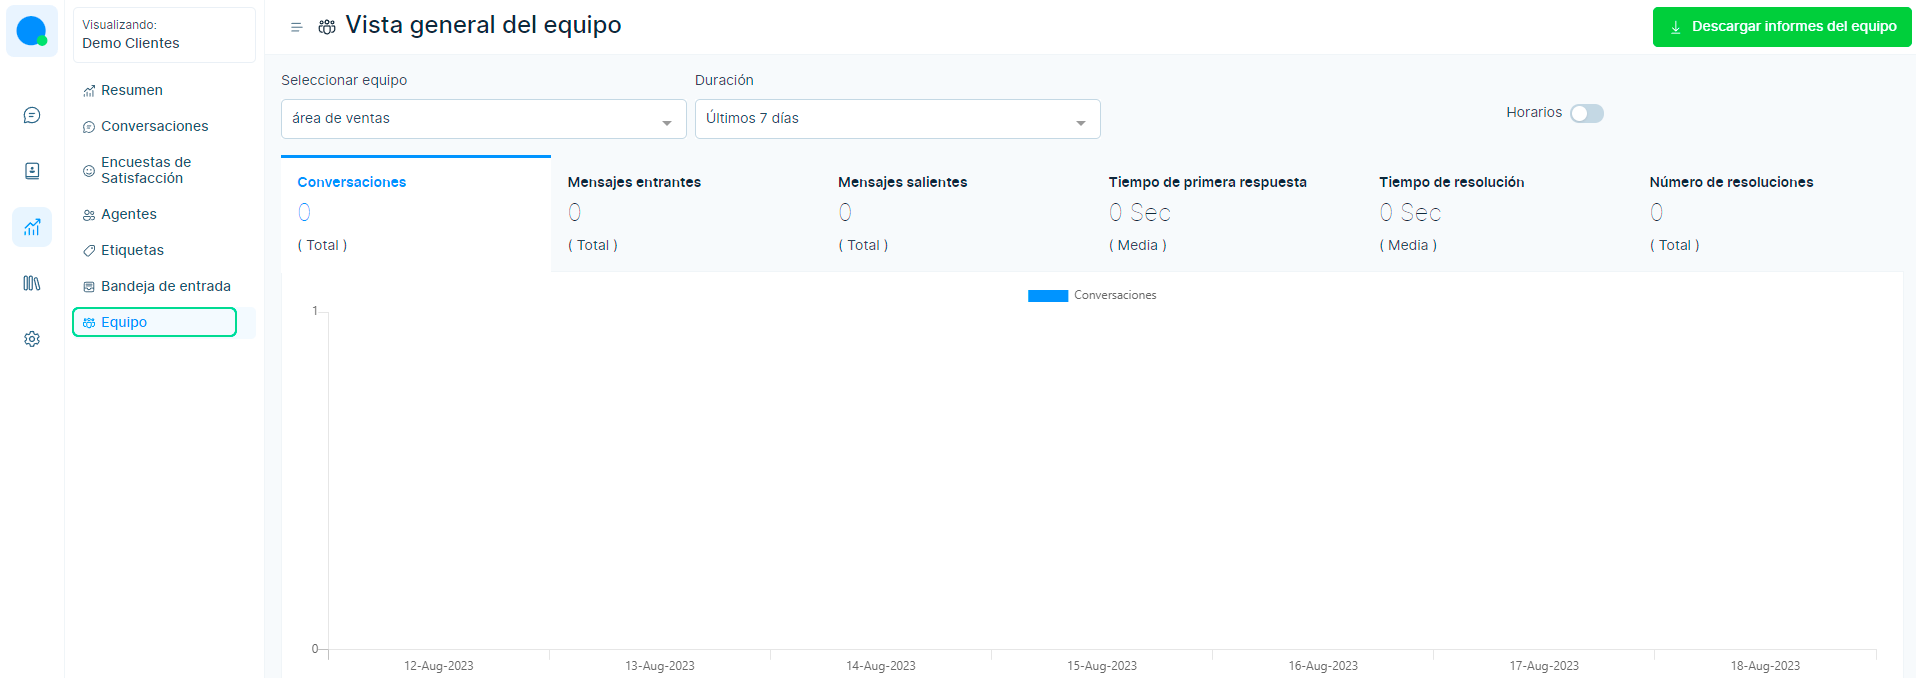 Visualizando:
Demo Clientes
Resumen
Conversaciones
Encuestas de
Satisfacción
Agentes
Etiquetas
Bandeja de entrada
Equipo
Vista general del equipo
Descargar informes del equipo
Seleccionar equipo
área de ventas
Duración
Últimos 7 días
Horarios
Conversaciones
0
( Total )
Mensajes entrantes
0
( Total )
Mensajes salientes
0
( Total )
Tiempo de primera respuesta
0 Sec
( Media )
Tiempo de resolución
0 Sec
( Media )
Número de resoluciones
0
( Total )
Conversaciones
1
0
12-Aug-2023
13-Aug-2023
14-Aug-2023
15-Aug-2023
16-Aug-2023
17-Aug-2023
18-Aug-2023